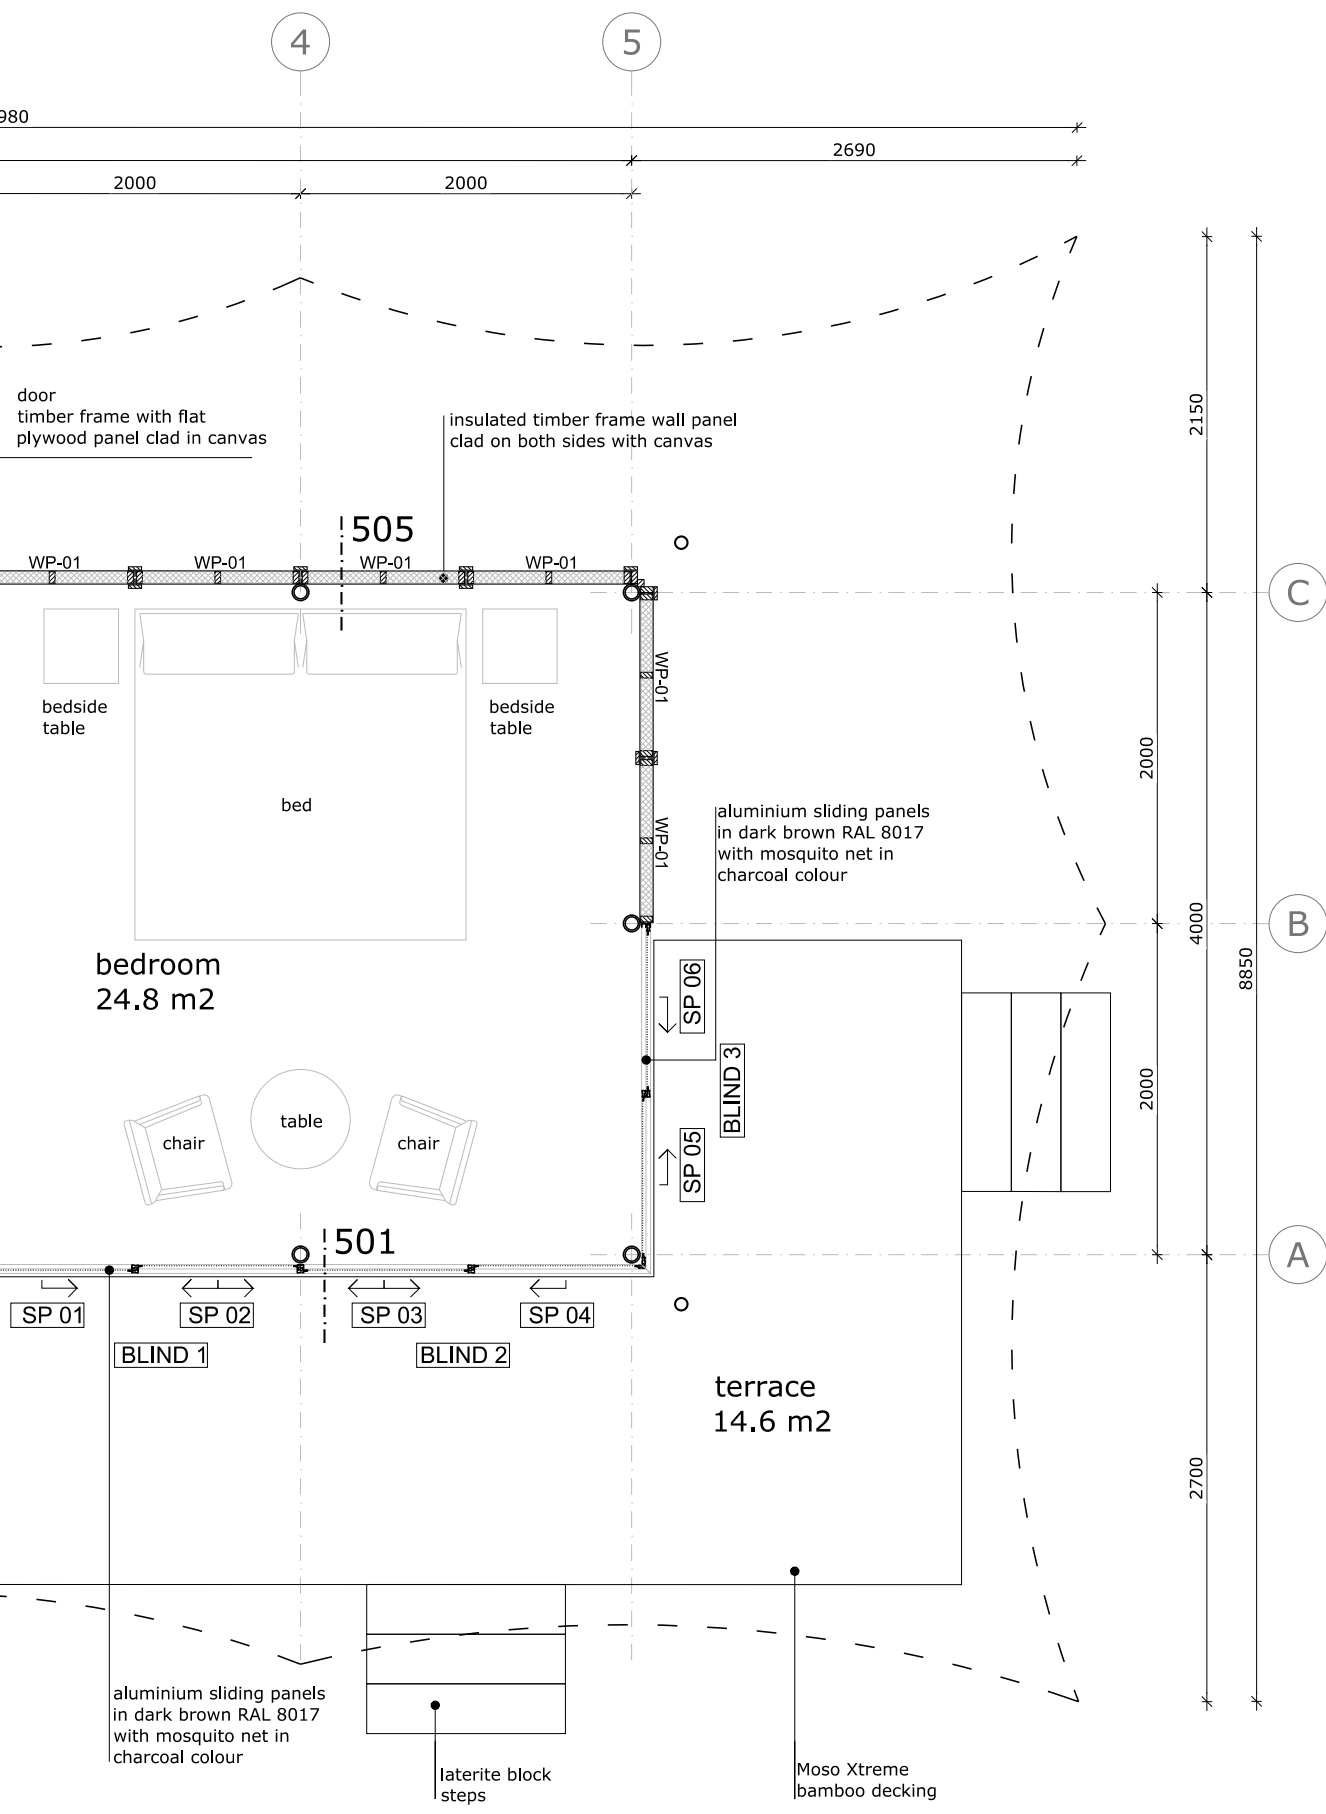 4
5
980
2690
2000
2000
door
timber frame with flat
plywood panel clad in canvas
insulated timber frame wall panel
clad on both sides with canvas
2150
505
WP-01
WP-01
WP-01
WP-01
C
WP-01
bedside
table
bedside
table
2000
bed
aluminium sliding panels
in dark brown RAL 8017
with mosquito net in
charcoal colour
WP-01
4000
B
8850
bedroom
24.8 m2
SP 06
BLIND 3
2000
table
chair
chair
SP 05
501
A
SP 01
SP 02
SP 03
SP 04
BLIND 1
BLIND 2
terrace
14.6 m2
2700
aluminium sliding panels
in dark brown RAL 8017
with mosquito net in
charcoal colour
laterite block
steps
Moso Xtreme
bamboo decking